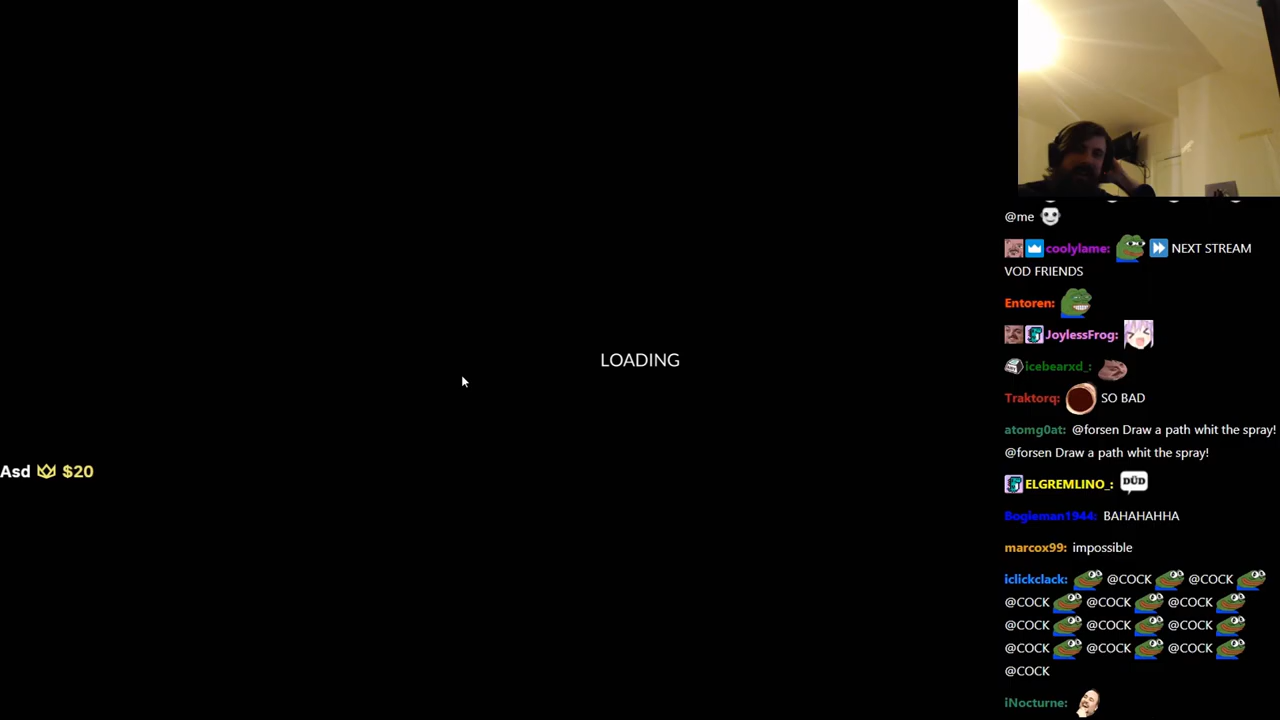 LOADING
Asd $20
@me
coolylame: NEXT STREAM
VOD FRIENDS
Entoren:
JoylessFrog:
icebearxd_:
Traktorq: SO BAD
atomg0at: @forsen Draw a path whit the spray!
@forsen Draw a path whit the spray!
ELGREMLINO_: DÜD
Bogieman1944: BAHAHAHHA
marcox99: impossible
iclickclack: @COCK @COCK
@COCK @COCK @COCK
@COCK @COCK @COCK
@COCK @COCK @COCK
@COCK
iNocturne: